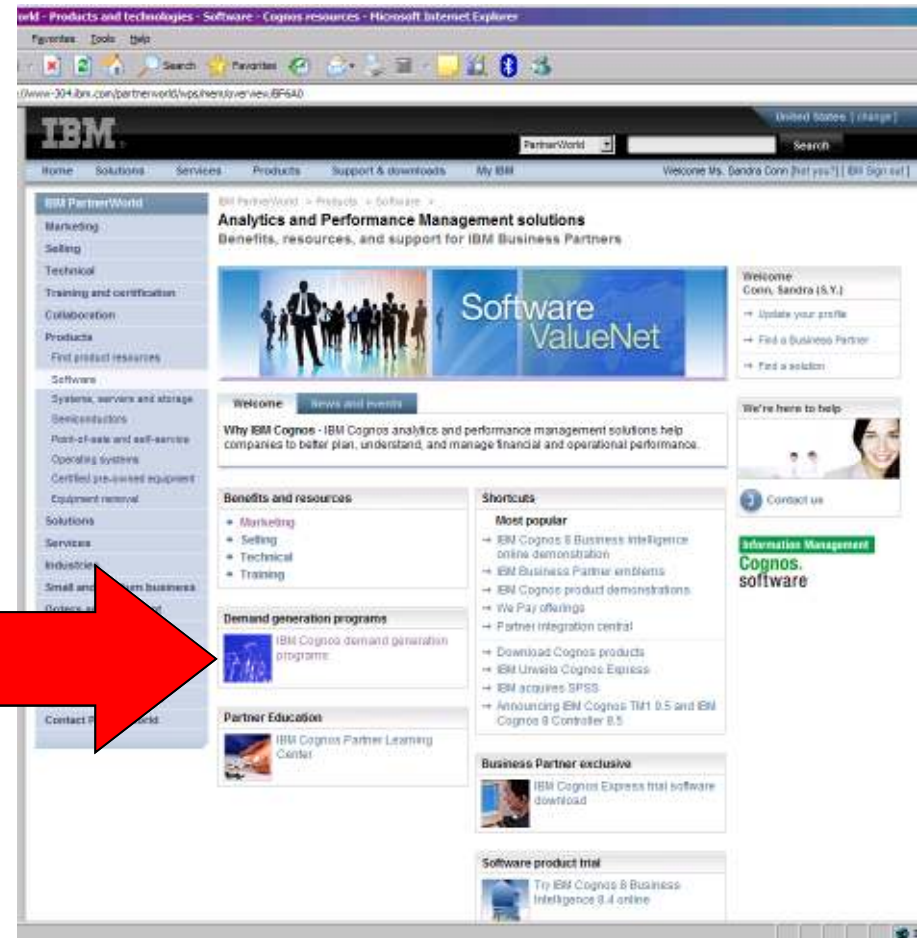 orld - Products and technologies - Software - Cognos resources - Microsoft Internet Explorer
Favorites Tools Help
Search Favorites
//www-304.ibm.com/partnerworld/wps/menu/overview/BF6A0
IBM
United States [ change ]
PartnerWorld
Search
Home Solutions Services Products Support & downloads My IBM
Welcome Ms. Sandra Conn [Not you?] [ IBM Sign out ]
IBM PartnerWorld
Marketing
Selling
Technical
Training and certification
Collaboration
Products
Find product resources
Software
Systems, servers and storage
Semiconductors
Point-of-sale and self-service
Operating systems
Certified pre-owned equipment
Equipment removal
Solutions
Services
Industries
Small and business
Contact P
IBM PartnerWorld > Products > Software >
Analytics and Performance Management solutions
Benefits, resources, and support for IBM Business Partners
Software
ValueNet
Welcome News and events
Why IBM Cognos - IBM Cognos analytics and performance management solutions help
companies to better plan, understand, and manage financial and operational performance.
Benefits and resources
Marketing
Selling
Technical
Training
Demand generation programs
IBM Cognos demand generation
programs
Partner Education
IBM Cognos Partner Learning
Center
Shortcuts
Most popular
IBM Cognos 8 Business Intelligence
online demonstration
IBM Business Partner emblems
IBM Cognos product demonstrations
We Pay offerings
Partner integration central
Download Cognos products
IBM Unveils Cognos Express
IBM acquires SPSS
Announcing IBM Cognos TM1 9.5 and IBM
Cognos 8 Controller 8.5
Business Partner exclusive
IBM Cognos Express trial software
download
Software product trial
Try IBM Cognos 8 Business
Intelligence 8.4 online
Welcome
Conn, Sandra (S.Y.)
Update your profile
Find a Business Partner
Find a solution
We're here to help
Contact us
Information Management
Cognos.
software